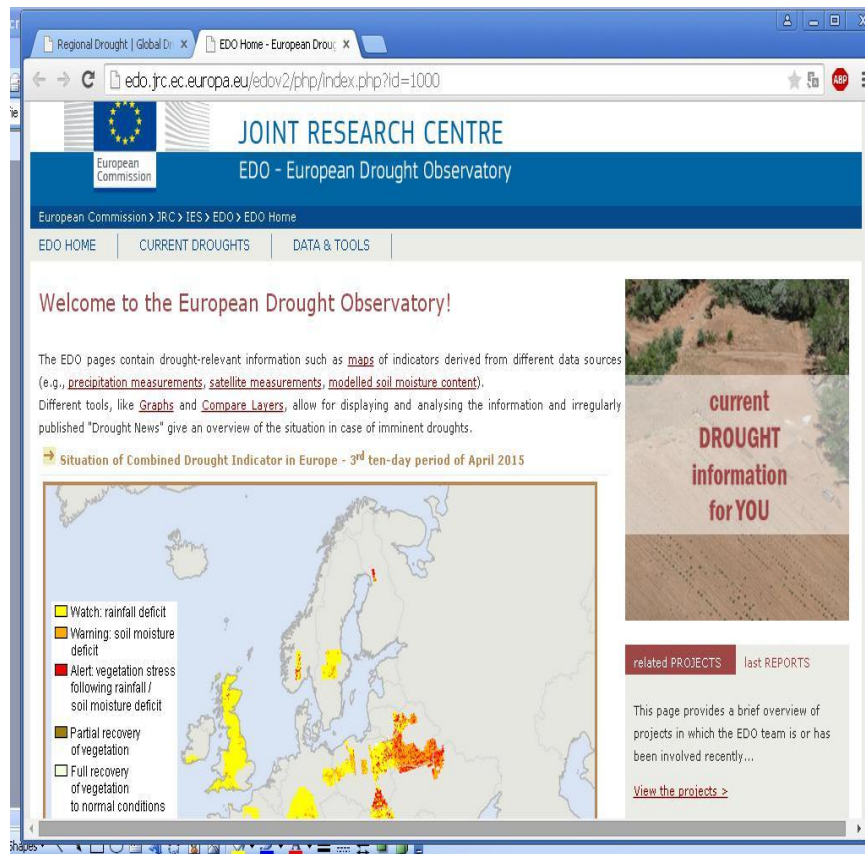 Regional Drought | Global Dr
EDO Home - European Droug
edo.jrc.ec.europa.eu/edov2/php/index.php?id=1000
ABP
European
Commission
JOINT RESEARCH CENTRE
EDO - European Drought Observatory
European Commission > JRC > IES > EDO > EDO Home
EDO HOME
CURRENT DROUGHTS
DATA & TOOLS
Welcome to the European Drought Observatory!
The EDO pages contain drought-relevant information such as maps of indicators derived from different data sources
(e.g., precipitation measurements, satellite measurements, modelled soil moisture content).
Different tools, like Graphs and Compare Layers, allow for displaying and analysing the information and irregularly
published "Drought News" give an overview of the situation in case of imminent droughts.
Situation of Combined Drought Indicator in Europe - 3rd ten-day period of April 2015
Watch: rainfall deficit
Warning: soil moisture
deficit
Alert: vegetation stress
following rainfall /
soil moisture deficit
Partial recovery
of vegetation
Full recovery
of vegetation
to normal conditions
current
DROUGHT
information
for YOU
related PROJECTS
last REPORTS
This page provides a brief overview of
projects in which the EDO team is or has
been involved recently...
View the projects >